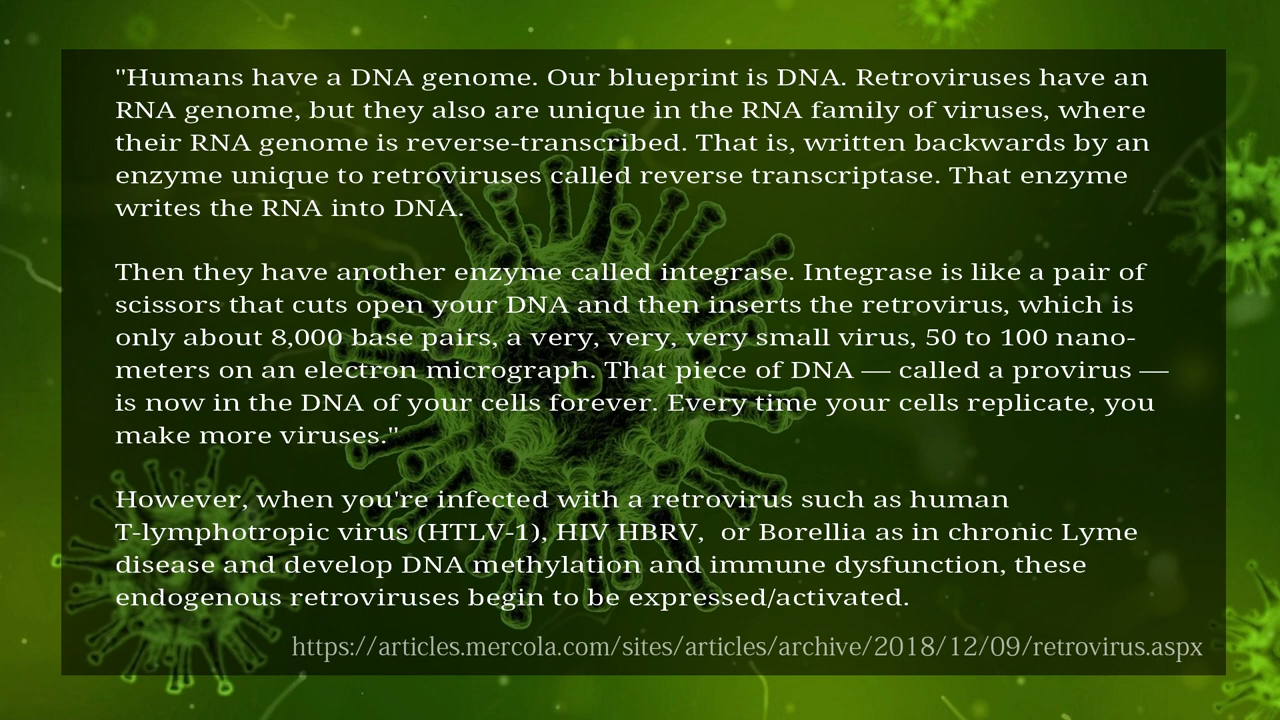 "Humans have a DNA genome. Our blueprint is DNA. Retroviruses have an
RNA genome, but they also are unique in the RNA family of viruses, where
their RNA genome is reverse-transcribed. That is, written backwards by an
enzyme unique to retroviruses called reverse transcriptase. That enzyme
writes the RNA into DNA.
Then they have another enzyme called integrase. Integrase is like a pair of
scissors that cuts open your DNA and then inserts the retrovirus, which is
only about 8,000 base pairs, a very, very, very small virus, 50 to 100 nano-
meters on an electron micrograph. That piece of DNA — called a provirus —
is now in the DNA of your cells forever. Every time your cells replicate, you
make more viruses."
However, when you're infected with a retrovirus such as human
T-lymphotropic virus (HTLV-1), HIV HBRV,  or Borellia as in chronic Lyme
disease and develop DNA methylation and immune dysfunction, these
endogenous retroviruses begin to be expressed/activated.
https://articles.mercola.com/sites/articles/archive/2018/12/09/retrovirus.aspx